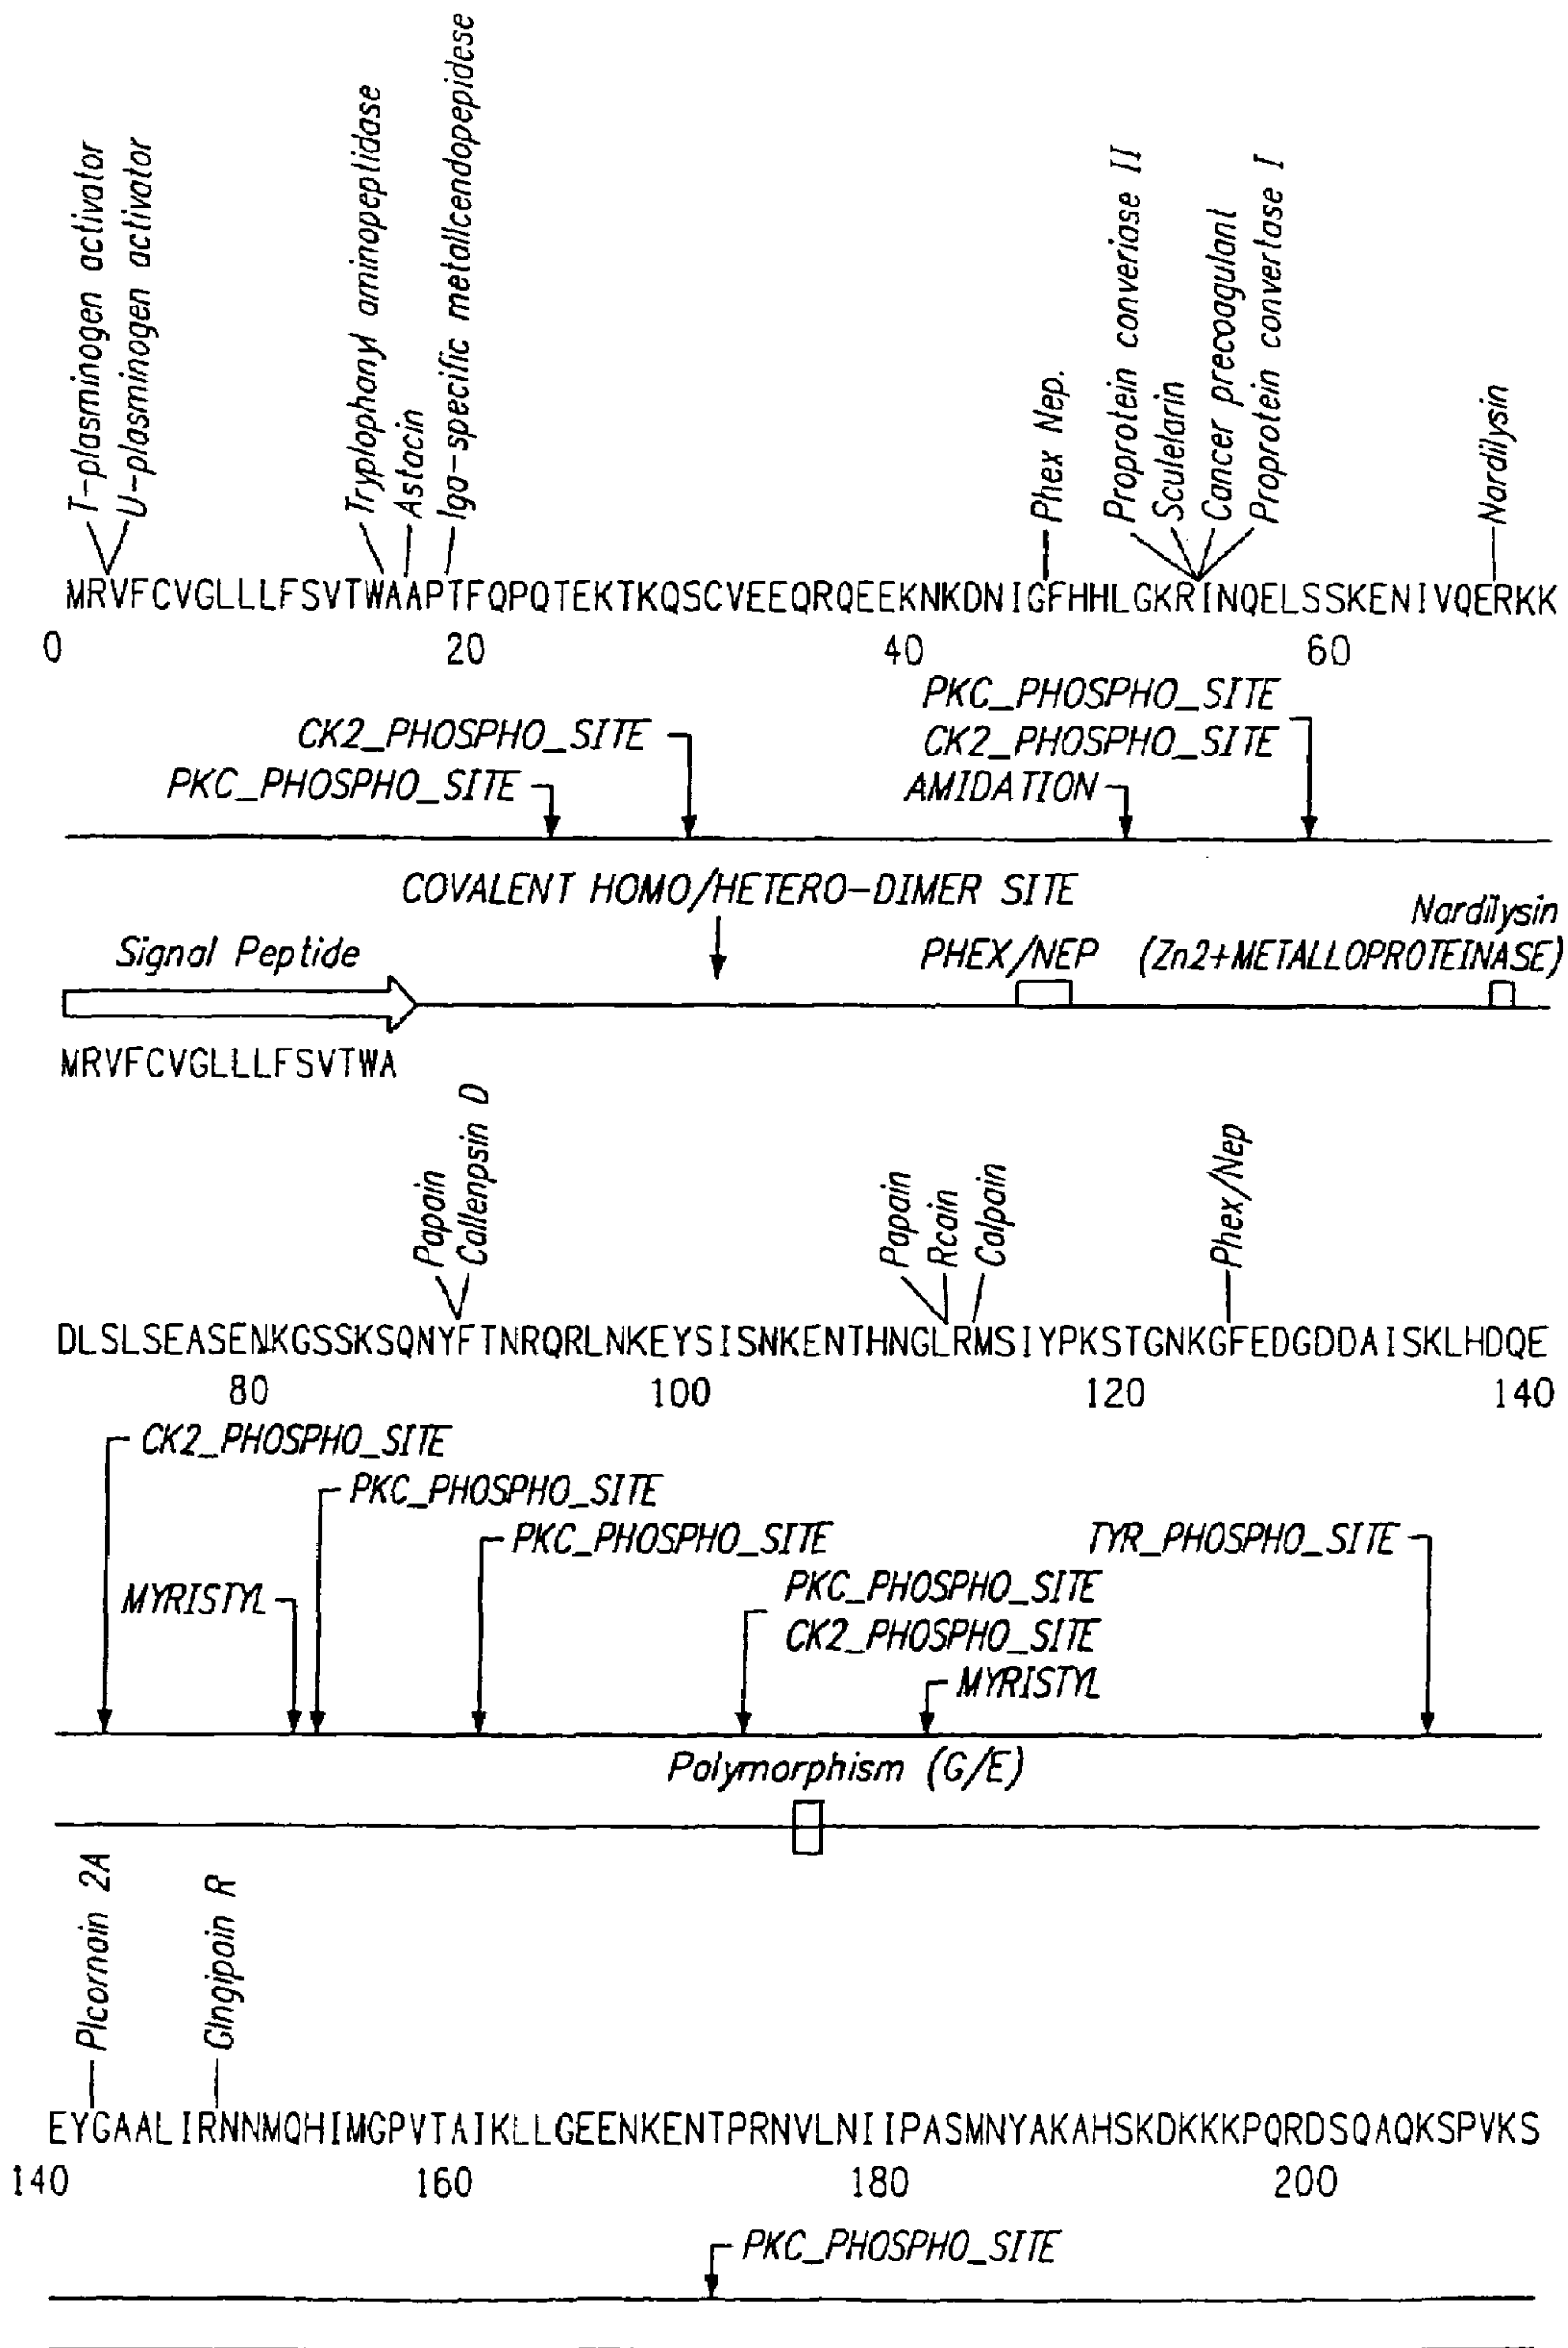 T-plasminogen activator
U-plasminogen activator
Trylophanyl aminopeptidase
Astacin
Iga-specific metallcendopepidese
Phex Nep.
Proprotein converiase II
Sculelarin
Cancer precoagulant
Proprotein convertase I
Nardilysin
MRVFCVGLLLFSVTWAAPTFQPQTEKTKQSCVEEQRQEEKNKDNIGFHHLGKRINQELSSKENIVQERKK
0 20 40 60
PKC_PHOSPHO_SITE
CK2_PHOSPHO_SITE
CK2_PHOSPHO_SITE
PKC_PHOSPHO_SITE
AMIDATION
COVALENT HOMO/HETERO-DIMER SITE
Nardilysin
Signal Peptide
PHEX/NEP
(Zn2+METALLOPROTEINASE)
MRVFCVGLLLFSVTWA
Papain
Callenpsin D
Papain
Rcain
Calpain
Phex/Nep
DLSLSEASENKGSSKSQNYFTNRQRLNKEYSISNKENTHNGLRMSIYPKSTGNKGFEDGDDAISKLHDQE
80 100 120 140
CK2_PHOSPHO_SITE
PKC_PHOSPHO_SITE
PKC_PHOSPHO_SITE
TYR_PHOSPHO_SITE
MYRISTYL
PKC_PHOSPHO_SITE
CK2_PHOSPHO_SITE
MYRISTYL
Polymorphism (G/E)
PIcornain 2A
GIngipain R
EYGAALIRNNMQHIMGPVTAIKLLGEENKENTPRNVLNIIPASMNYAKAHSKDKKKPQRDSQAQKSPVKS
140 160 180 200
PKC_PHOSPHO_SITE